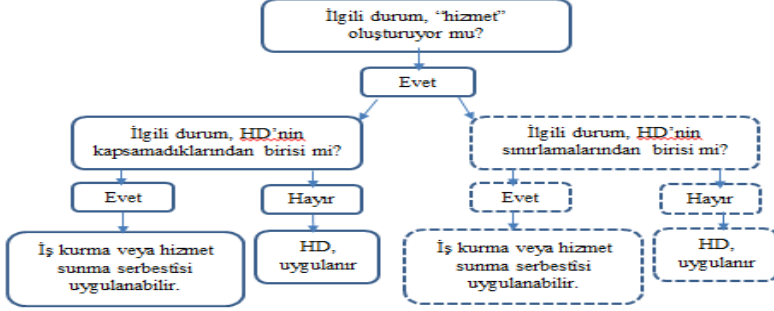 İlgili durum, “hizmet”
oluşturuyor mu?
Evet
İlgili durum, HD’nin
kapsamadıklarından birisi mi?
İlgili durum, HD’nin
sınırlamalarından birisi mi?
Evet
Hayır
Evet
Hayır
İş kurma veya hizmet
sunma serbestîsi
uygulanabilir.
HD,
uygulanır
İş kurma veya hizmet
sunma serbestîsi
uygulanabilir.
HD,
uygulanır